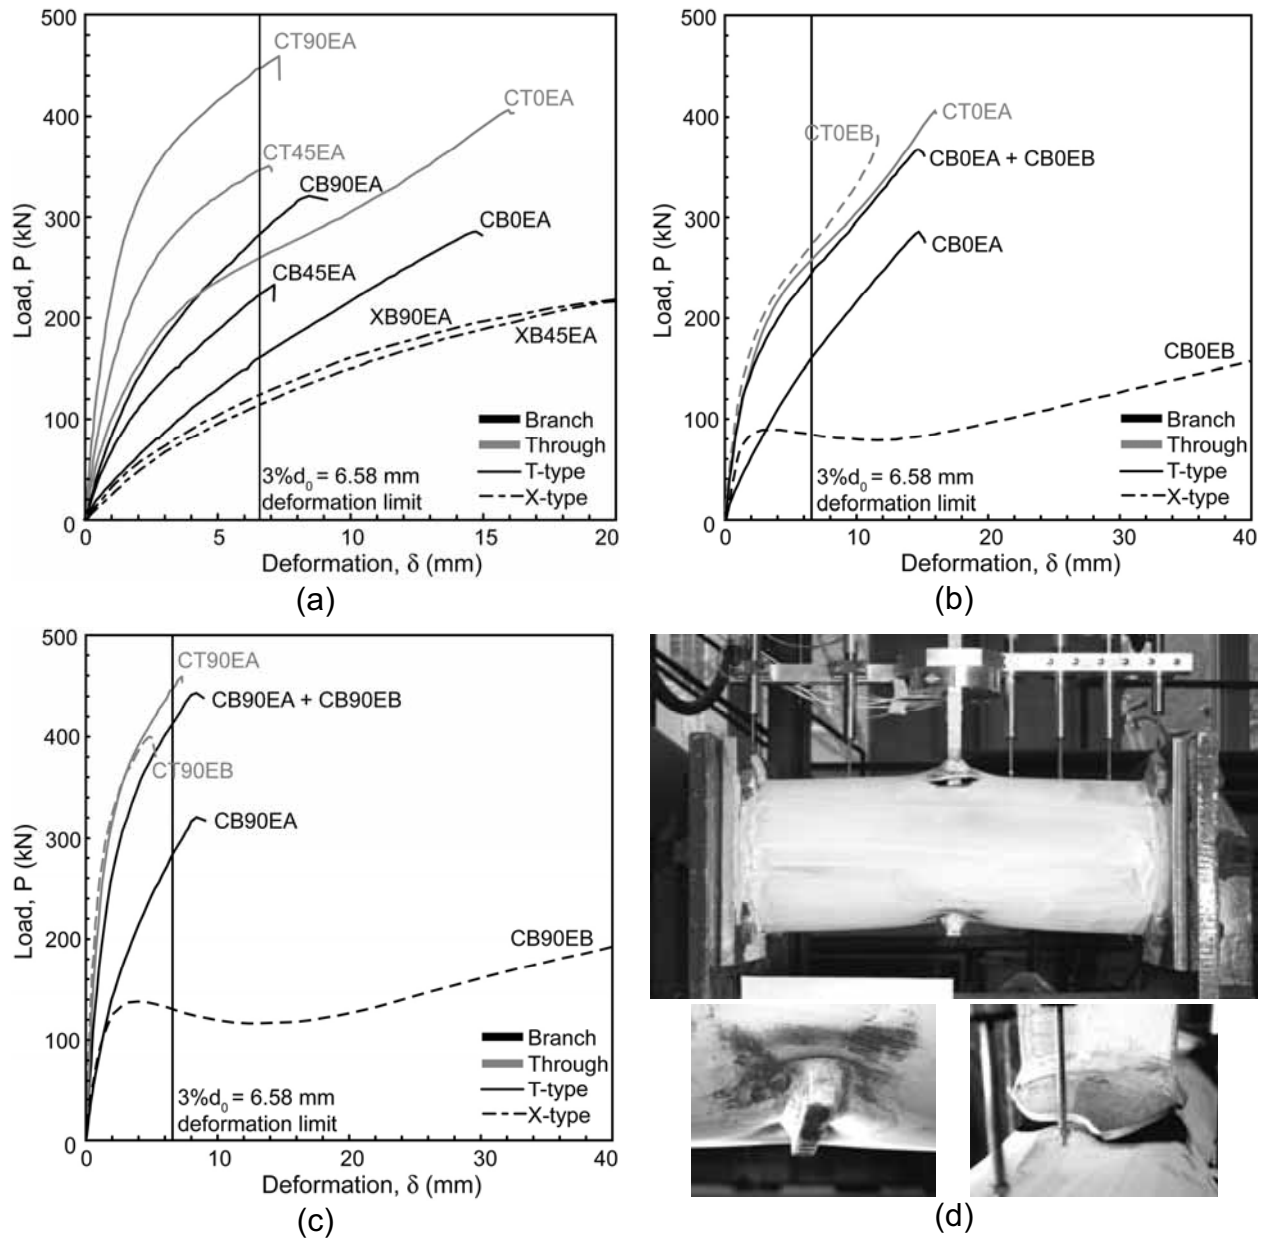 500
400
300
200
100
0
Load, P (kN)
CT90EA
CT0EA
CT45EA
CB90EA
CB0EA
CB45EA
XB90EA
XB45EA
Branch
Through
T-type
X-type
3%d0 = 6.58 mm
deformation limit
0 5 10 15 20
Deformation, δ (mm)
(a)
500
400
300
200
100
0
Load, P (kN)
CT0EB
CT0EA
CB0EA + CB0EB
CB0EA
CB0EB
Branch
Through
T-type
X-type
3%d0 = 6.58 mm
deformation limit
0 10 20 30 40
Deformation, δ (mm)
(b)
500
400
300
200
100
0
Load, P (kN)
CT90EA
CB90EA + CB90EB
CT90EB
CB90EA
CB90EB
Branch
Through
T-type
X-type
3%d0 = 6.58 mm
deformation limit
0 10 20 30 40
Deformation, δ (mm)
(c)
(d)